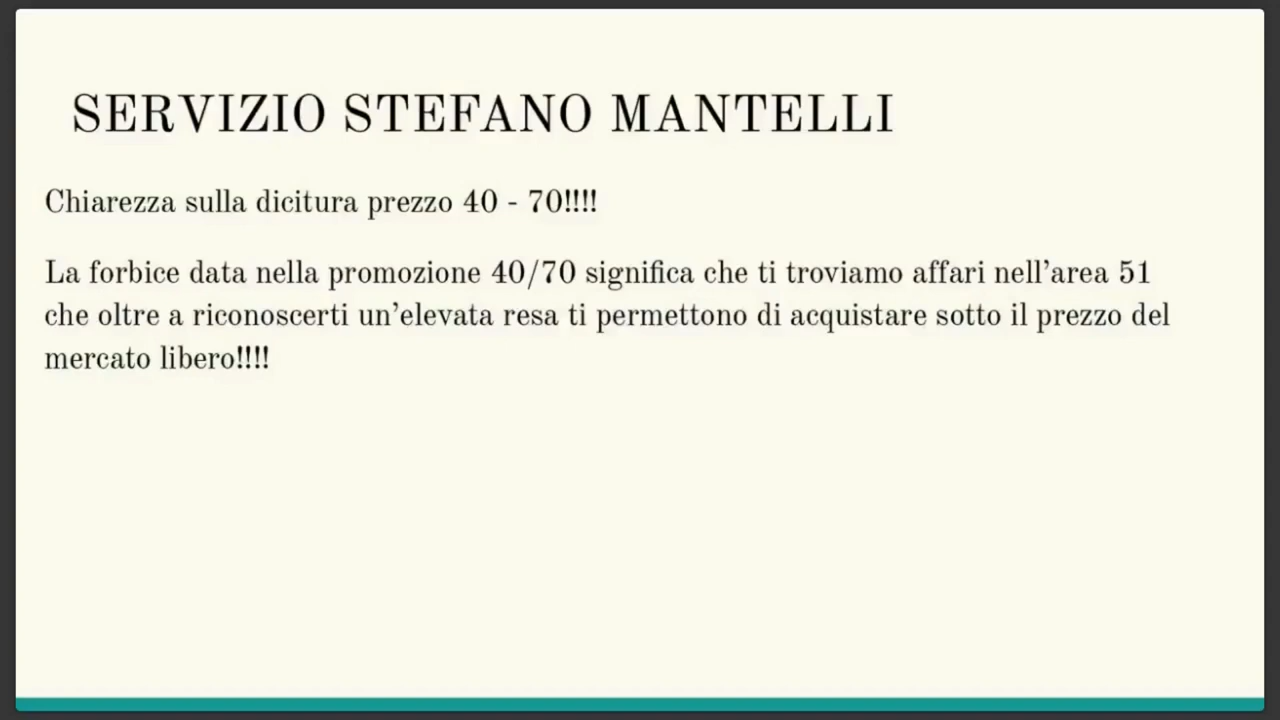 SERVIZIO STEFANO MANTELLI
Chiarezza sulla dicitura prezzo 40 - 70!!!!
La forbice data nella promozione 40/70 significa che ti troviamo affari nell’area 51
che oltre a riconoscerti un’elevata resa ti permettono di acquistare sotto il prezzo del
mercato libero!!!!